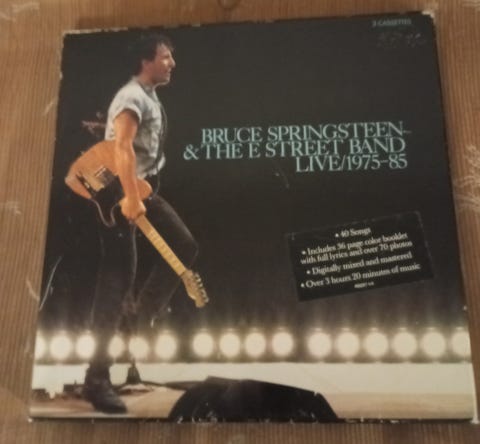 3 CASSETTES
BRUCE SPRINGSTEEN
& THE E STREET BAND
LIVE/1975-85
• 40 Songs
• Includes 36 page color booklet
with full lyrics and over 70 photos
• Digitally mixed and mastered
• Over 3 hours 20 minutes of music